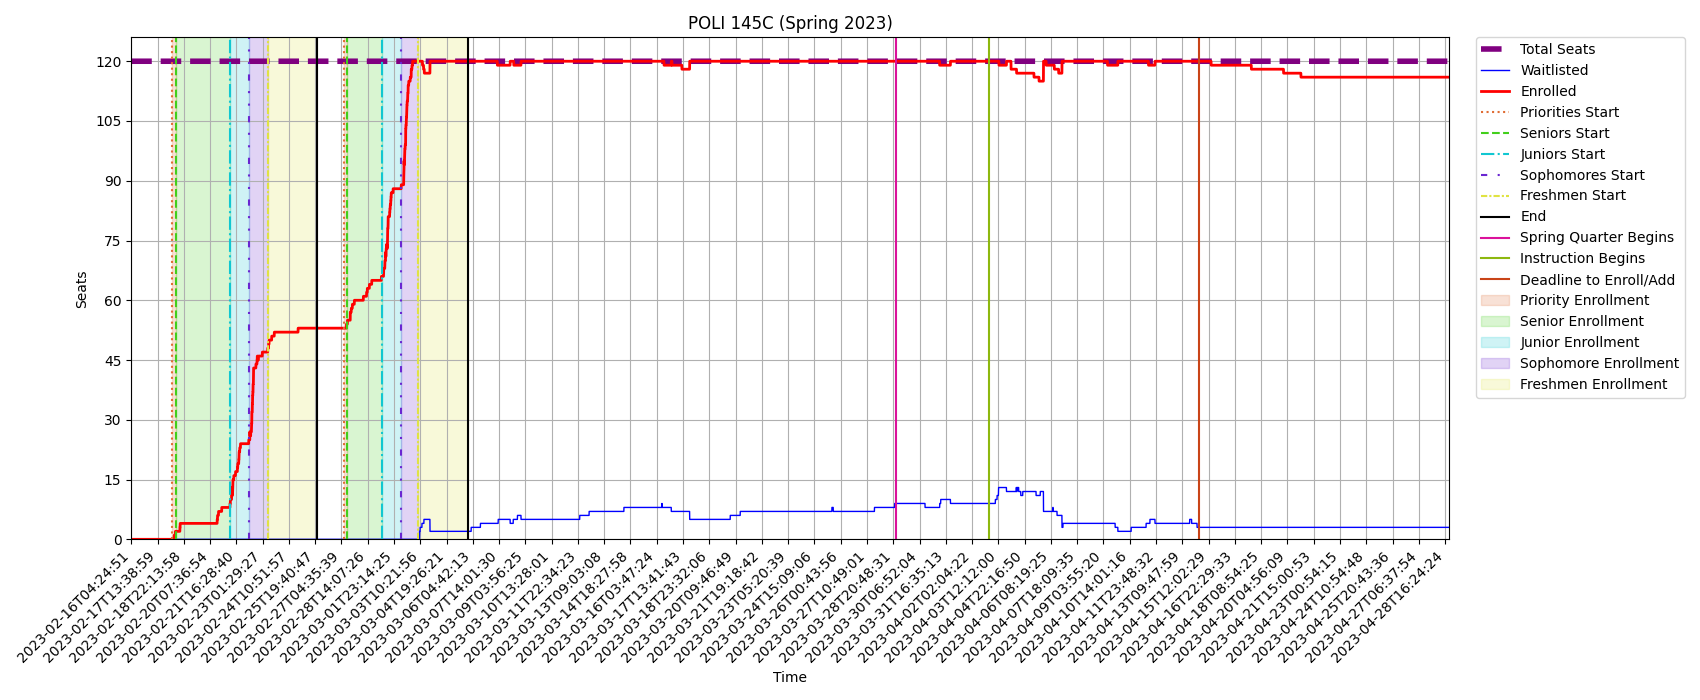 POLI 145C (Spring 2023)
Seats
120
105
90
75
60
45
30
15
0
2023-02-16T04:24:51
2023-02-17T13:38:59
2023-02-18T22:13:58
2023-02-20T07:36:54
2023-02-21T16:28:40
2023-02-23T01:29:27
2023-02-24T10:51:57
2023-02-25T19:40:47
2023-02-27T04:35:39
2023-02-28T14:07:26
2023-03-01T23:14:25
2023-03-03T10:21:56
2023-03-04T19:26:21
2023-03-06T04:42:13
2023-03-07T14:01:30
2023-03-09T03:56:25
2023-03-10T13:28:01
2023-03-11T22:34:23
2023-03-13T09:03:08
2023-03-14T18:27:58
2023-03-16T03:47:24
2023-03-17T13:41:43
2023-03-18T23:32:06
2023-03-20T09:46:49
2023-03-21T19:18:42
2023-03-23T05:20:39
2023-03-24T15:09:06
2023-03-26T00:43:56
2023-03-27T10:49:01
2023-03-28T20:48:31
2023-03-30T06:52:04
2023-03-31T16:35:13
2023-04-02T02:04:22
2023-04-03T12:12:00
2023-04-04T22:16:50
2023-04-06T08:19:25
2023-04-07T18:09:35
2023-04-09T03:55:20
2023-04-10T14:01:16
2023-04-11T23:48:32
2023-04-13T09:47:59
2023-04-15T12:02:29
2023-04-16T22:29:33
2023-04-18T08:54:25
2023-04-20T04:56:09
2023-04-21T15:00:53
2023-04-23T00:54:15
2023-04-24T10:54:48
2023-04-25T20:43:36
2023-04-27T06:37:54
2023-04-28T16:24:24
Time
Total Seats
Waitlisted
Enrolled
Priorities Start
Seniors Start
Juniors Start
Sophomores Start
Freshmen Start
End
Spring Quarter Begins
Instruction Begins
Deadline to Enroll/Add
Priority Enrollment
Senior Enrollment
Junior Enrollment
Sophomore Enrollment
Freshmen Enrollment